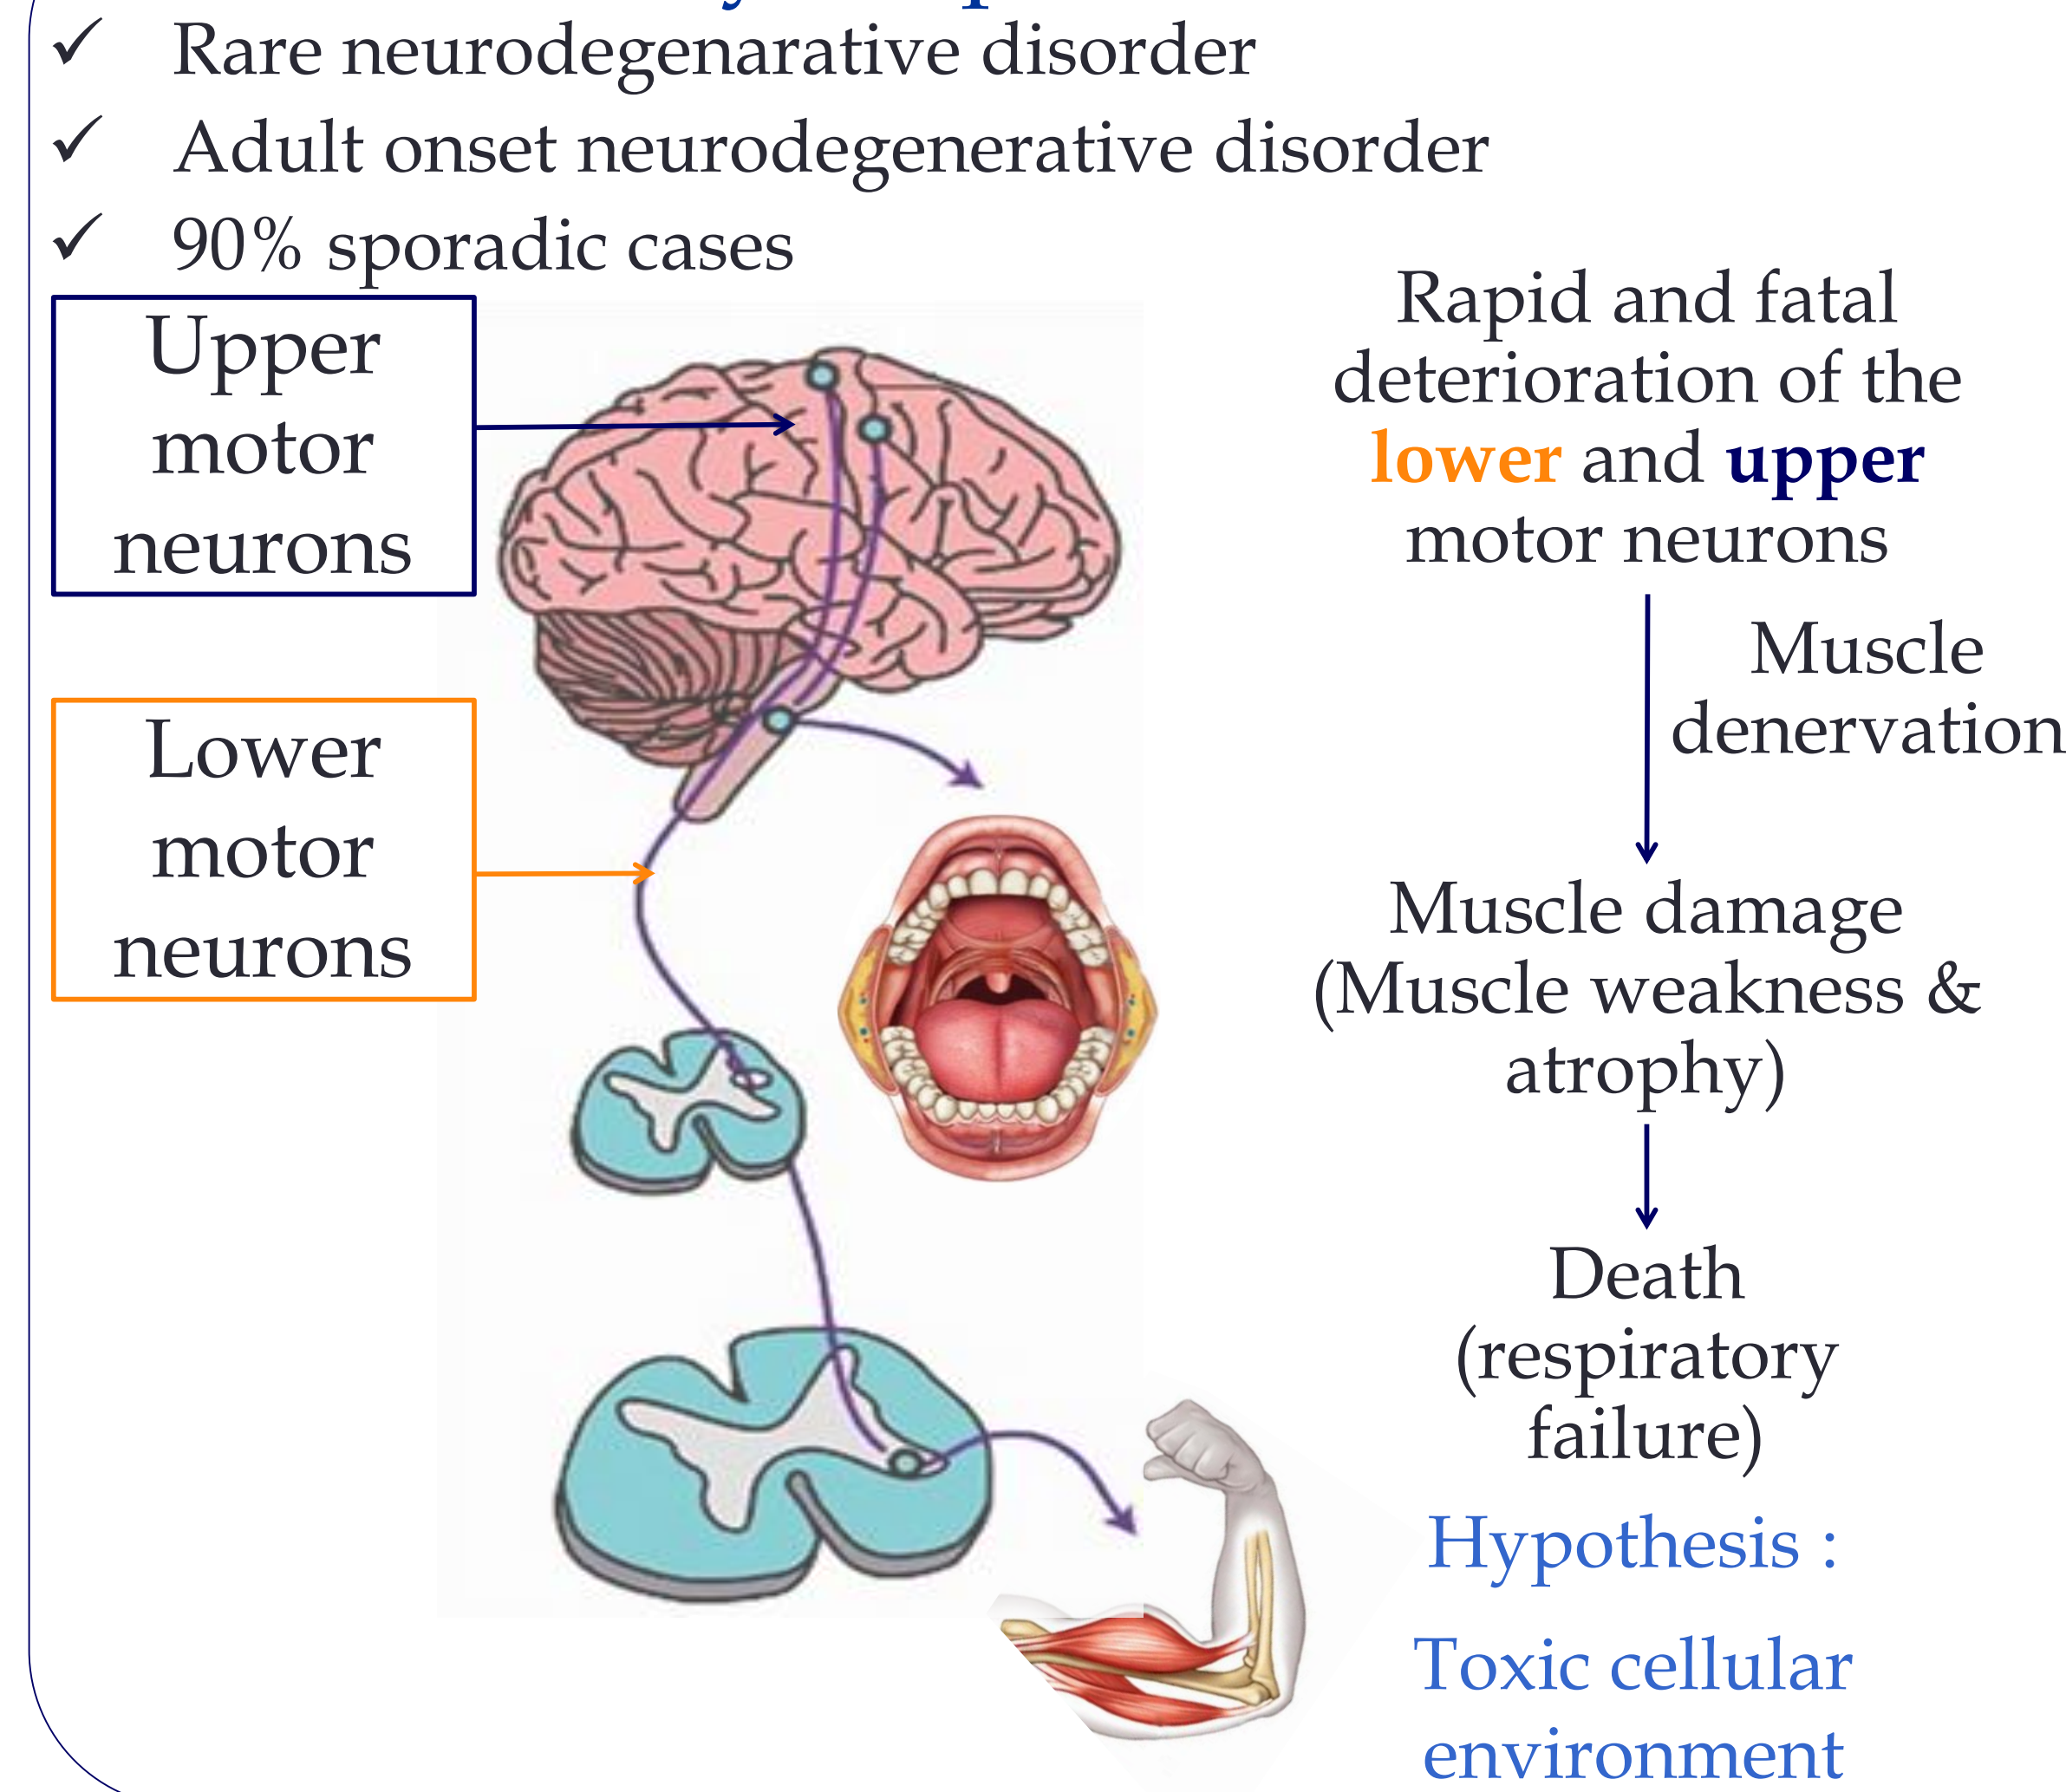 Rare neurodegenarative disorder
Adult onset neurodegenerative disorder
90% sporadic cases
Upper
motor
neurons
Lower
motor
neurons
Rapid and fatal
deterioration of the
lower and upper
motor neurons
Muscle
denervation
Muscle damage
(Muscle weakness &
atrophy)
Death
(respiratory
failure)
Hypothesis :
Toxic cellular
environment